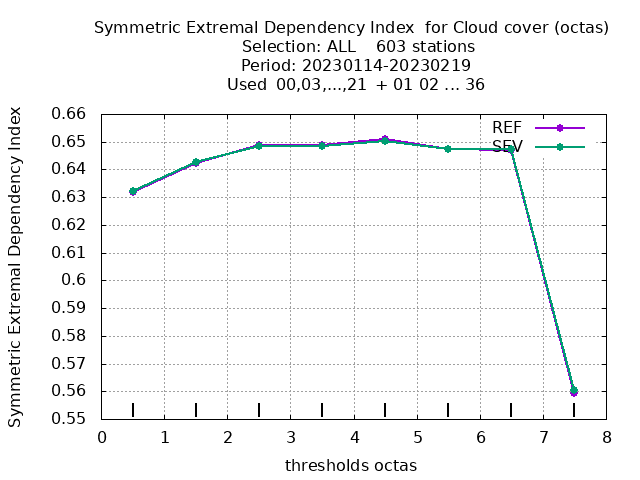 Symmetric Extremal Dependency Index  for Cloud cover (octas)
Selection: ALL    603 stations
Period: 20230114-20230219
Used  00,03,...,21  + 01 02 ... 36
REF
SEV
0.66
0.65
0.64
0.63
0.62
0.61
0.6
0.59
0.58
0.57
0.56
0.55
Symmetric Extremal Dependency Index
0 1 2 3 4 5 6 7 8
thresholds octas